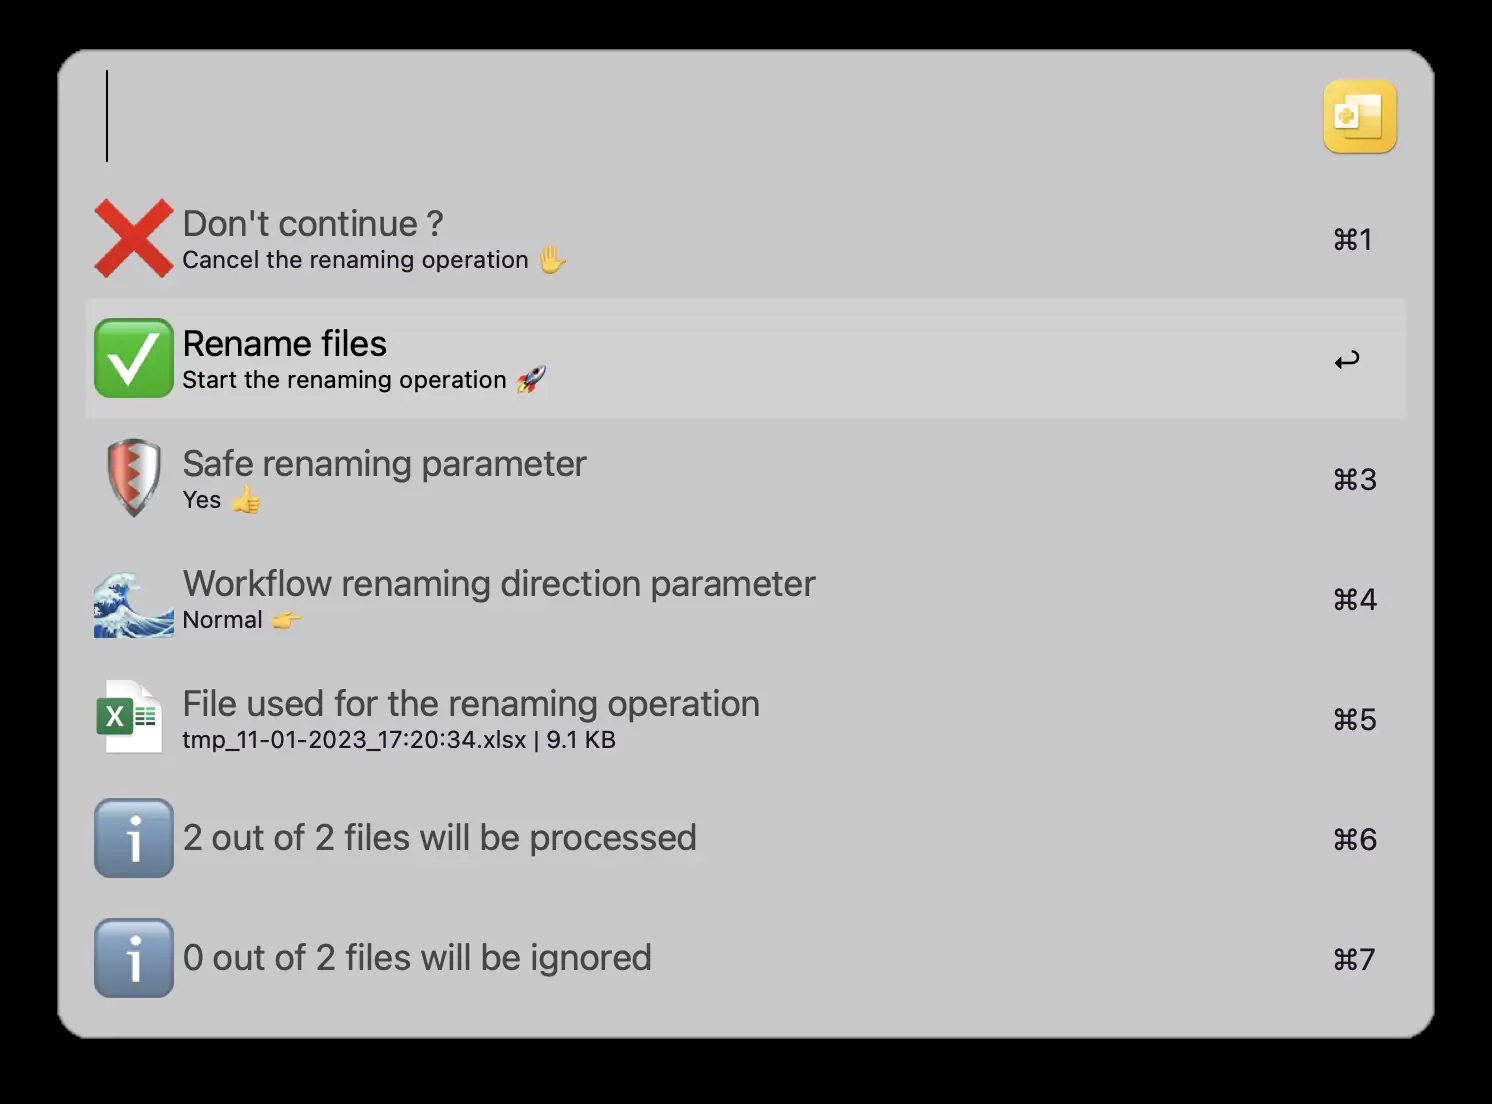 Don't continue ?
Cancel the renaming operation ✋
⌘1
Rename files
Start the renaming operation 🚀
↩
Safe renaming parameter
Yes 👍
⌘3
Workflow renaming direction parameter
Normal 👉
⌘4
File used for the renaming operation
tmp_11-01-2023_17:20:34.xlsx | 9.1 KB
⌘5
2 out of 2 files will be processed
⌘6
0 out of 2 files will be ignored
⌘7